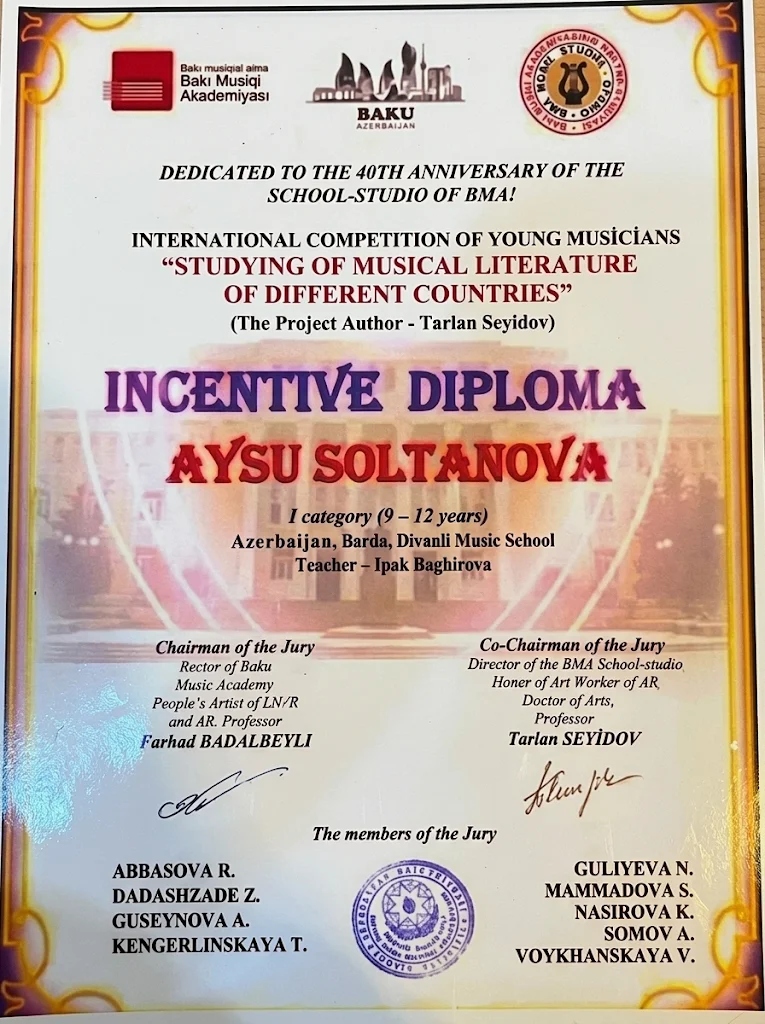 Bakı musiqial aíma
Bakı Musiqi
Akademiyası
BAKU
AZERBAIJAN
DEDICATED TO THE 40TH ANNIVERSARY OF THE
SCHOOL-STUDIO OF BMA!
INTERNATIONAL COMPETITION OF YOUNG MUSİCİANS
“STUDYING OF MUSICAL LITERATURE
OF DIFFERENT COUNTRIES”
(The Project Author - Tarlan Seyidov)
INCENTIVE DIPLOMA
AYSU SOLTANOVA
I category (9 – 12 years)
Azerbaijan, Barda, Divanli Music School
Teacher – Ipak Baghirova
Chairman of the Jury
Rector of Baku
Music Academy
People’s Artist of LN/R
and AR. Professor
Farhad BADALBEYLI
Co-Chairman of the Jury
Director of the BMA School-studio
Honer of Art Worker of AR,
Doctor of Arts,
Professor
Tarlan SEYİDOV
The members of the Jury
ABBASOVA R.
DADASHZADE Z.
GUSEYNOVA A.
KENGERLINSKAYA T.
GULIYEVA N.
MAMMADOVA S.
NASIROVA K.
SOMOV A.
VOYKHANSKAYA V.